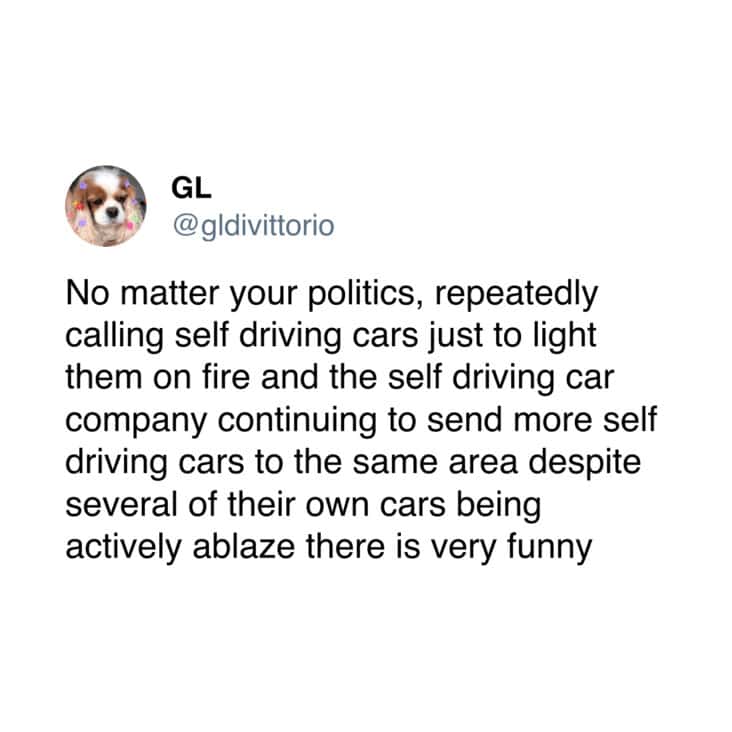 GL
@gldivittorio
No matter your politics, repeatedly
calling self driving cars just to light
them on fire and the self driving car
company continuing to send more self
driving cars to the same area despite
several of their own cars being
actively ablaze there is very funny